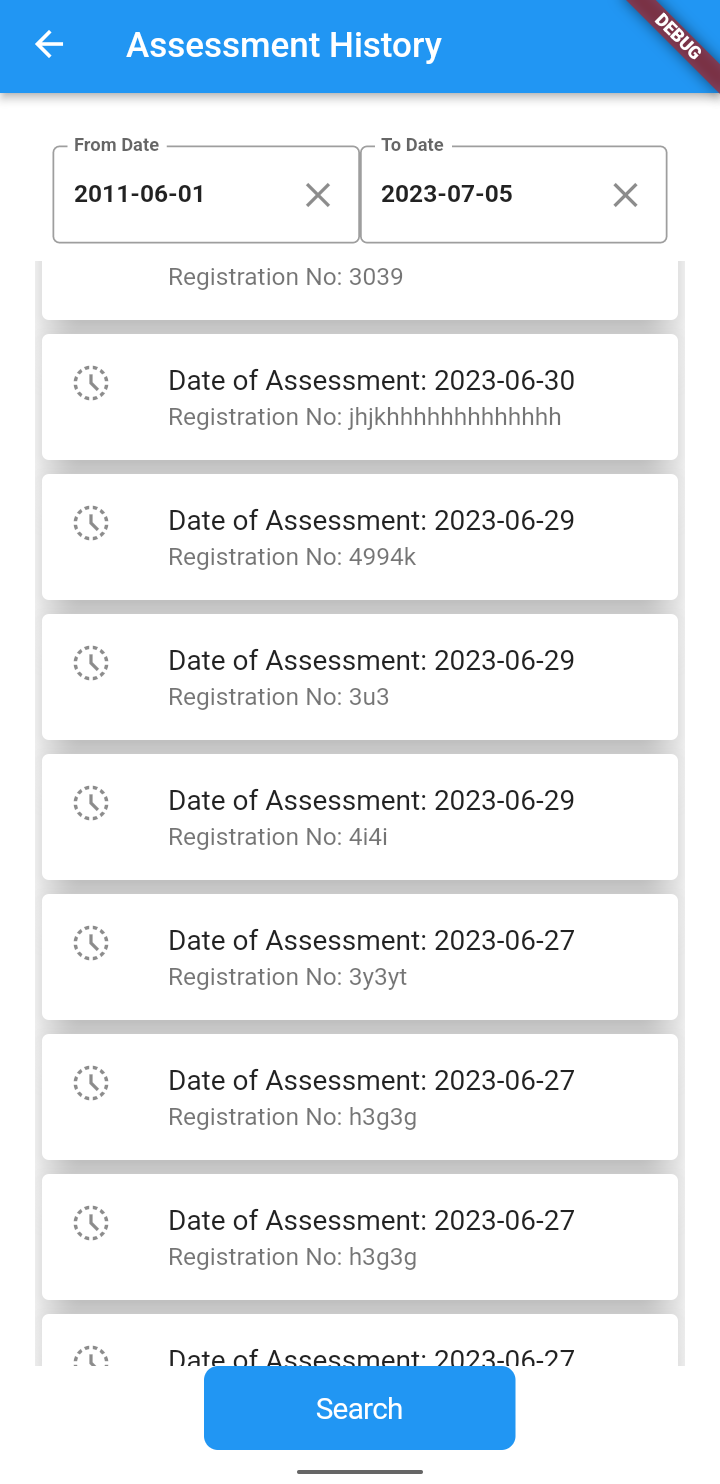 Assessment History
DEBUG
From Date
To Date
2011-06-01
2023-07-05
Registration No: 3039
Date of Assessment: 2023-06-30
Registration No: jhjkhhhhhhhhhhhhh
Date of Assessment: 2023-06-29
Registration No: 4994k
Date of Assessment: 2023-06-29
Registration No: 3u3
Date of Assessment: 2023-06-29
Registration No: 4i4i
Date of Assessment: 2023-06-27
Registration No: 3y3yt
Date of Assessment: 2023-06-27
Registration No: h3g3g
Date of Assessment: 2023-06-27
Registration No: h3g3g
Date of Assessment: 2023-06-27
Search